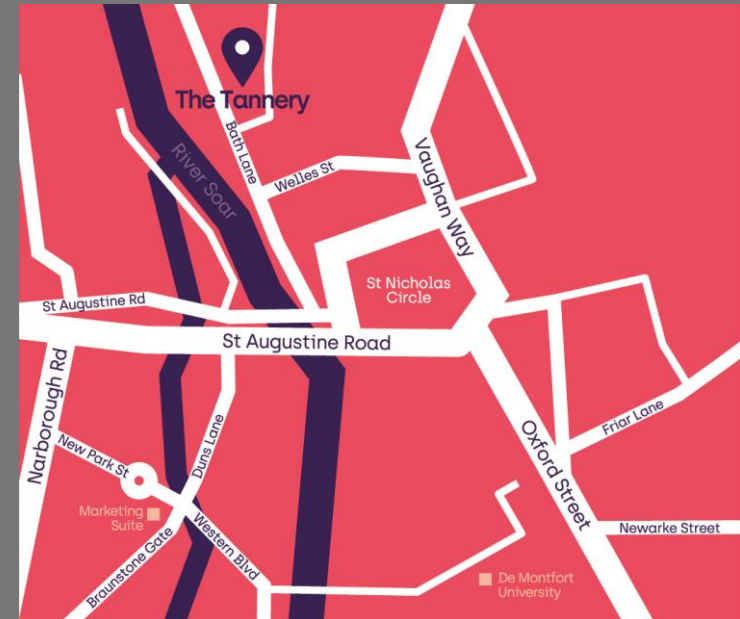 The Tannery
Bath Lane
River Soar
Welles St
Vaughan Way
St Nicholas
Circle
St Augustine Rd
St Augustine Road
Narborough Rd
New Park St
Duns Lane
Oxford Street
Friar Lane
Marketing
Suite
Braunstone Gate
Western Blvd
Newarke Street
De Montfort
University